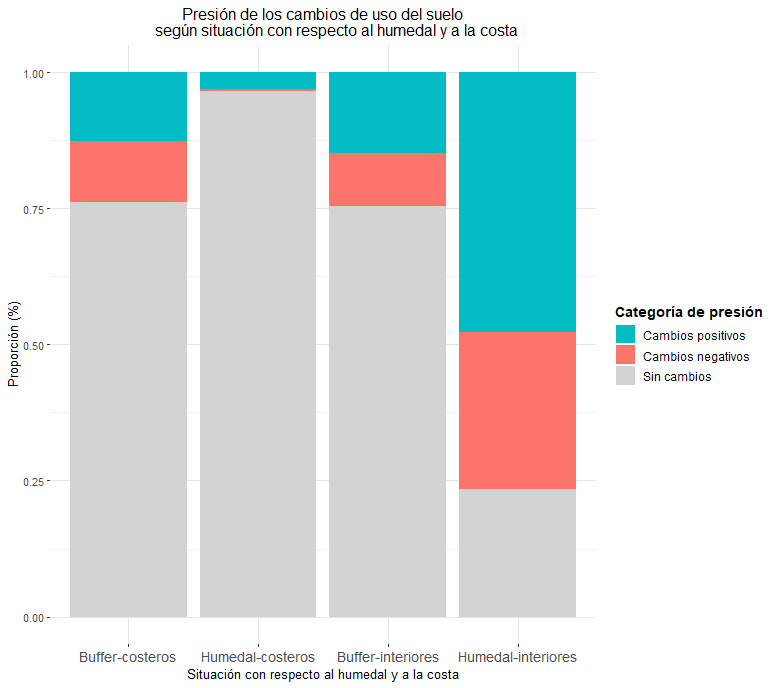 Presión de los cambios de uso del suelo
según situación con respecto al humedal y a la costa
Proporción (%)
1.00
0.75
0.50
0.25
0.00
Buffer-costeros
Humedal-costeros
Buffer-interiores
Humedal-interiores
Situación con respecto al humedal y a la costa
Categoría de presión
Cambios positivos
Cambios negativos
Sin cambios